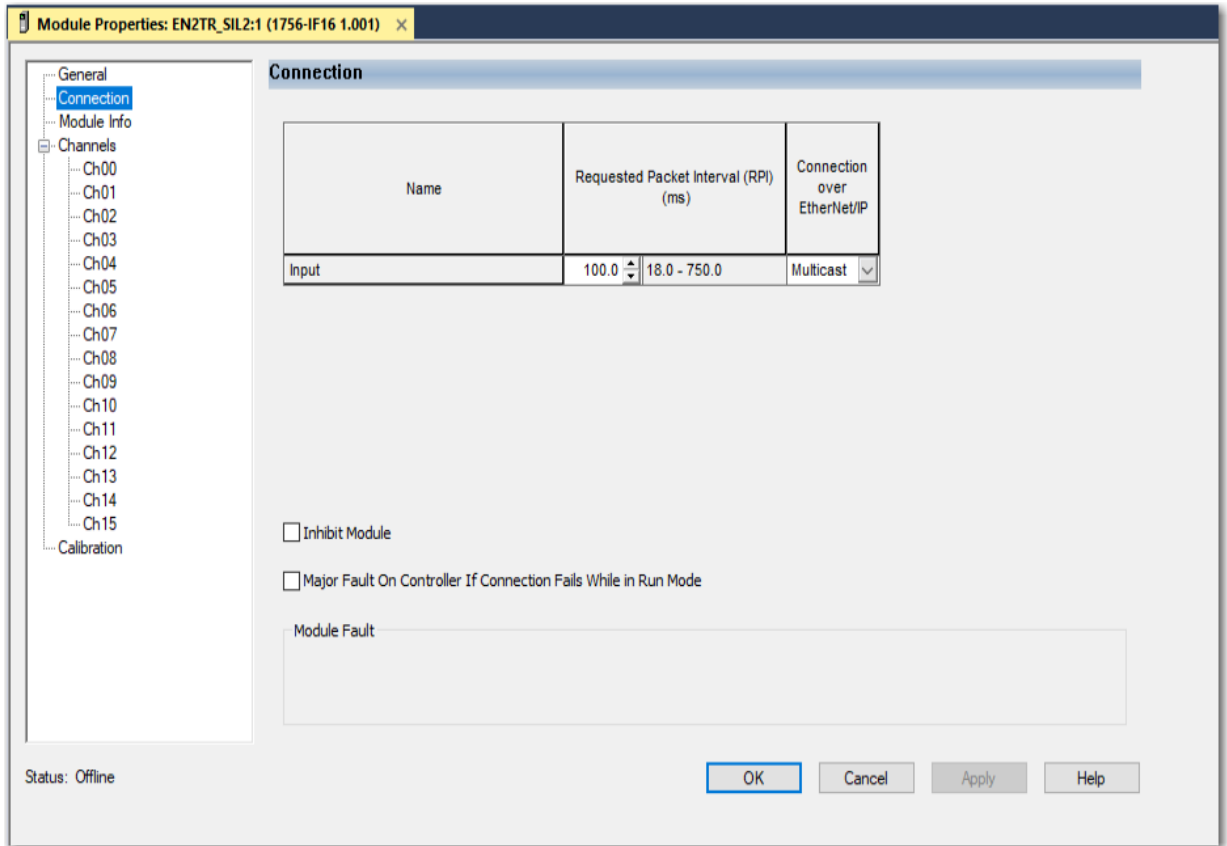 Module Properties: EN2TR_SIL2:1 (1756-IF16 1.001) ×
General
Connection
Module Info
Channels
Ch00
Ch01
Ch02
Ch03
Ch04
Ch05
Ch06
Ch07
Ch08
Ch09
Ch10
Ch11
Ch12
Ch13
Ch14
Ch15
Calibration
Connection
Name
Requested Packet Interval (RPI)
(ms)
Connection
over
EtherNet/IP
Input 100.0 18.0 - 750.0 Multicast
Inhibit Module
Major Fault On Controller If Connection Fails While in Run Mode
Module Fault
Status: Offline
OK Cancel Apply Help